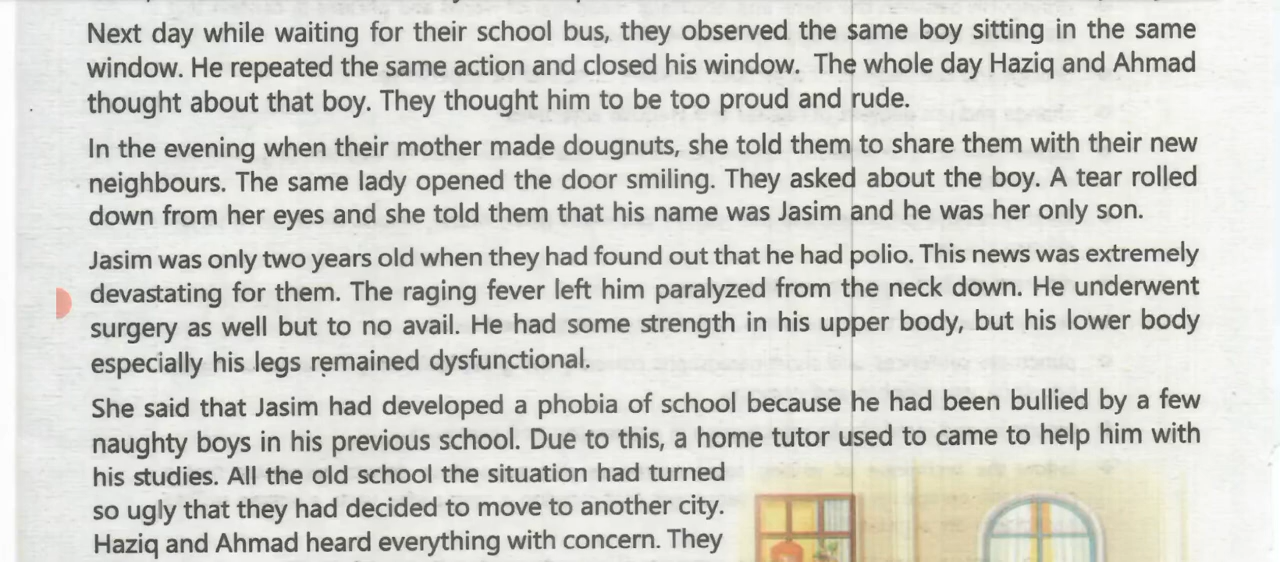 Next day while waiting for their school bus, they observed the same boy sitting in the same
window. He repeated the same action and closed his window. The whole day Haziq and Ahmad
thought about that boy. They thought him to be too proud and rude.
In the evening when their mother made dougnuts, she told them to share them with their new
neighbours. The same lady opened the door smiling. They asked about the boy. A tear rolled
down from her eyes and she told them that his name was Jasim and he was her only son.
Jasim was only two years old when they had found out that he had polio. This news was extremely
devastating for them. The raging fever left him paralyzed from the neck down. He underwent
surgery as well but to no avail. He had some strength in his upper body, but his lower body
especially his legs remained dysfunctional.
She said that Jasim had developed a phobia of school because he had been bullied by a few
naughty boys in his previous school. Due to this, a home tutor used to came to help him with
his studies. All the old school the situation had turned
so ugly that they had decided to move to another city.
Haziq and Ahmad heard everything with concern. They